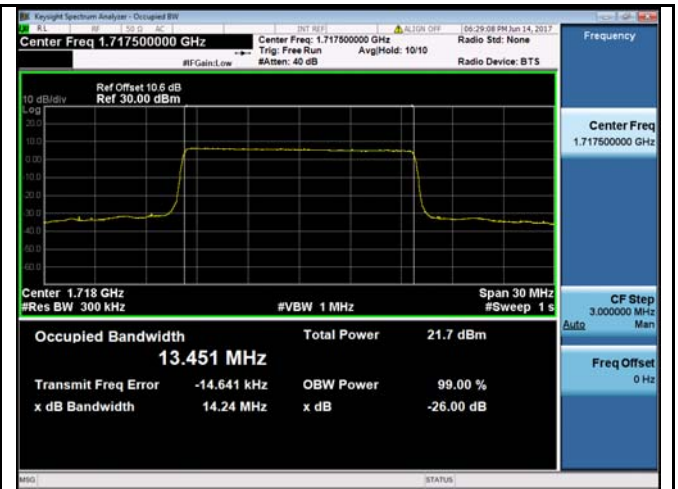 Keysight Spectrum Analyzer - Occupied BW
RL RF 50 Ω AC INT REF ALIGN OFF 06:29:08 PM Jun 14, 2017
Center Freq 1.717500000 GHz
Center Freq: 1.717500000 GHz
Radio Std: None
Trig: Free Run Avg|Hold: 10/10
#IFGain:Low #Atten: 40 dB Radio Device: BTS
Ref Offset 10.6 dB
10 dB/div Ref 30.00 dBm
Log
20.0
10.0
0.00
Center 1.718 GHz Span 30 MHz
#Res BW 300 kHz #VBW 1 MHz #Sweep 1 s
Occupied Bandwidth Total Power 21.7 dBm
13.451 MHz
Transmit Freq Error -14.641 kHz OBW Power 99.00 %
x dB Bandwidth 14.24 MHz x dB -26.00 dB
MSG STATUS
Frequency
Center Freq
1.717500000 GHz
CF Step
3.000000 MHz
Auto Man
Freq Offset
0 Hz